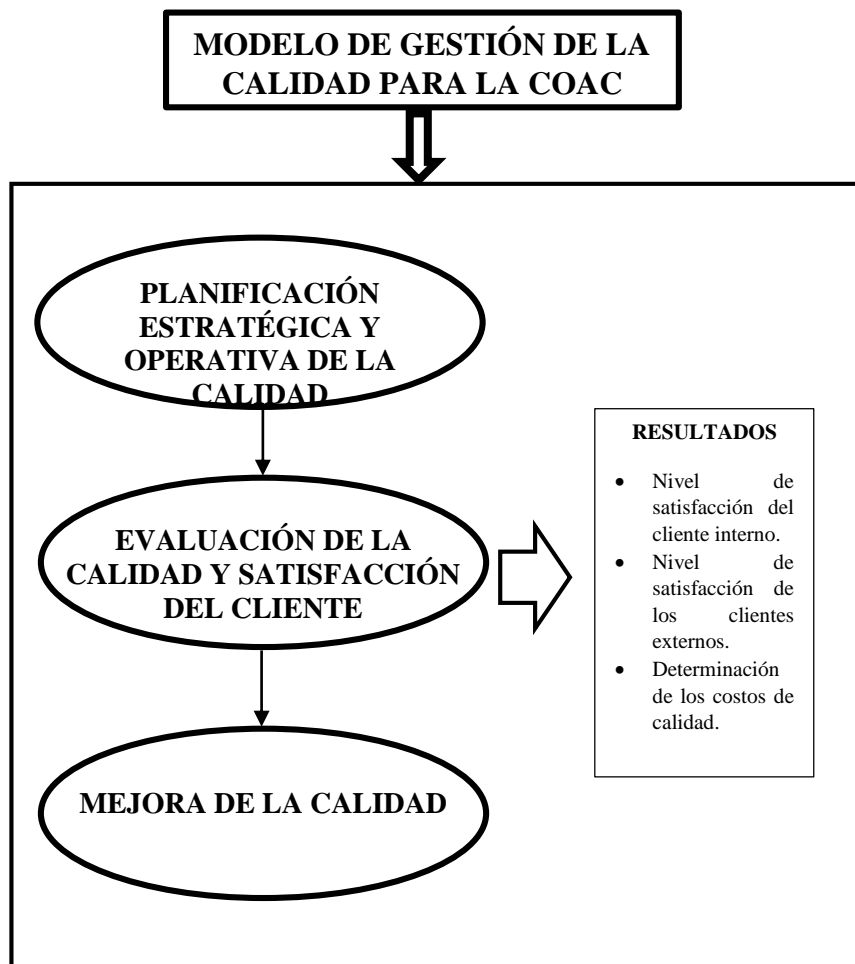 MODELO DE GESTIÓN DE LA
CALIDAD PARA LA COAC
PLANIFICACIÓN
ESTRATÉGICA Y
OPERATIVA DE LA
CALIDAD
EVALUACIÓN DE LA
CALIDAD Y SATISFACCIÓN
DEL CLIENTE
RESULTADOS
• Nivel de
satisfacción del
cliente interno.
• Nivel de
satisfacción de
los clientes
externos.
• Determinación
de los costos de
calidad.
MEJORA DE LA CALIDAD